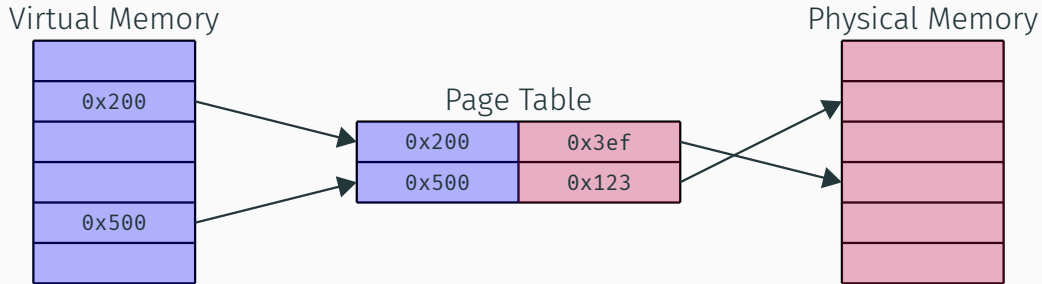 Virtual Memory
0x200
0x500
Page Table
0x200 0x3ef
0x500 0x123
Physical Memory